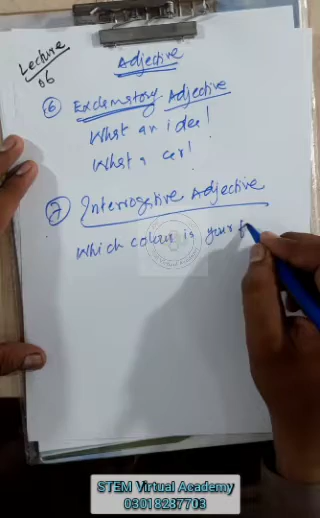 Lecture
06
Adjective
6 Exclamatory Adjective
What an idea!
What a car!
7 Interrogative Adjective
Which colour is your f
STEM Virtual Academy
03018287703